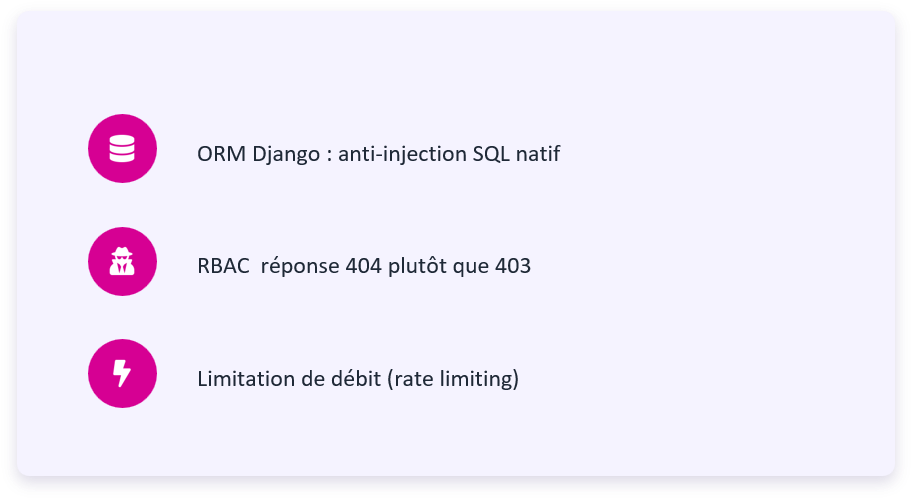 ORM Django : anti-injection SQL natif
RBAC  réponse 404 plutôt que 403
Limitation de débit (rate limiting)